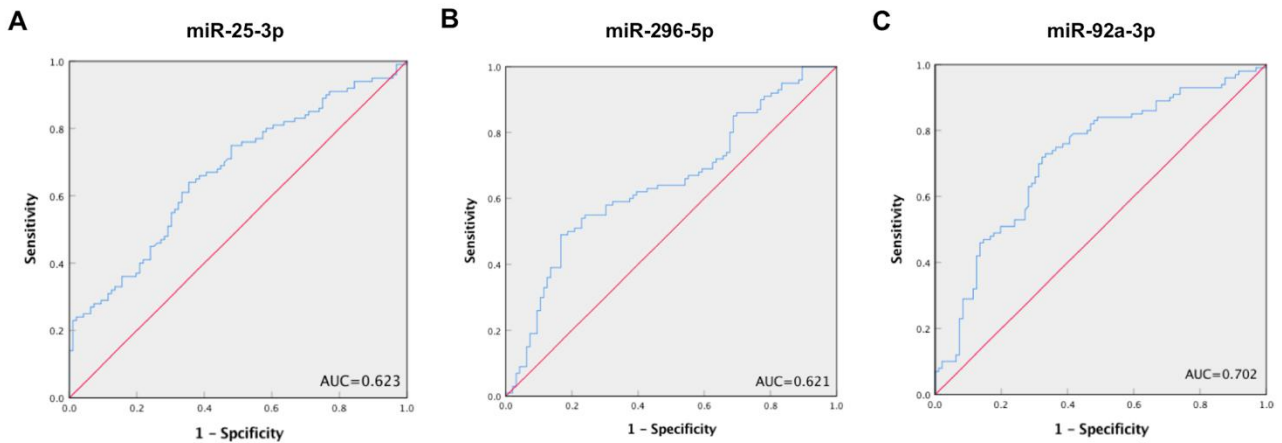 A
miR-25-3p
1.0
0.8
0.6
0.4
0.2
0.0
Sensitivity
AUC=0.623
0.0 0.2 0.4 0.6 0.8 1.0
1 - Spcificity
B
miR-296-5p
1.0
0.8
0.6
0.4
0.2
0.0
Sensitivity
AUC=0.621
0.0 0.2 0.4 0.6 0.8 1.0
1 - Specificity
C
miR-92a-3p
1.0
0.8
0.6
0.4
0.2
0.0
Sensitivity
AUC=0.702
0.0 0.2 0.4 0.6 0.8 1.0
1 - Specificity